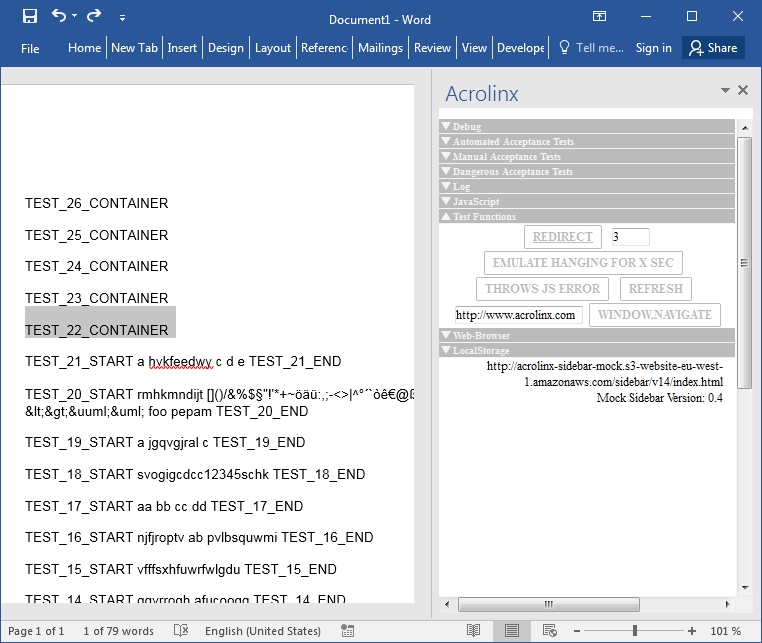 Document1 - Word
File Home New Tab Insert Design Layout Referenc Mailings Review View Develope Tell me... Sign in Share
TEST_26_CONTAINER
TEST_25_CONTAINER
TEST_24_CONTAINER
TEST_23_CONTAINER
TEST_22_CONTAINER
TEST_21_START a hvkfeedwy c d e TEST_21_END
TEST_20_START rmhkmndijt []()/&%$§"!'*+~öäü:,;-<>|^°´`òê€@ß
&lt;&gt;&uuml;&uml; foo pepam TEST_20_END
TEST_19_START a jgqvgjral c TEST_19_END
TEST_18_START svogigcdcc12345schk TEST_18_END
TEST_17_START aa bb cc dd TEST_17_END
TEST_16_START njfjroptv ab pvlbsquwmi TEST_16_END
TEST_15_START vfffsxhfuwrfwlgdu TEST_15_END
TEST_14_START TEST_14_END
Acrolinx
Debug
Automated Acceptance Tests
Manual Acceptance Tests
Dangerous Acceptance Tests
Log
JavaScript
Test Functions
REDIRECT 3
EMULATE HANGING FOR X SEC
THROWS JS ERROR REFRESH
http://www.acrolinx.com WINDOW.NAVIGATE
Web-Browser
LocalStorage
http://acrolinx-sidebar-mock.s3-website-eu-west-
1.amazonaws.com/sidebar/v14/index.html
Mock Sidebar Version: 0.4
Page 1 of 1 1 of 79 words English (United States) 101 %